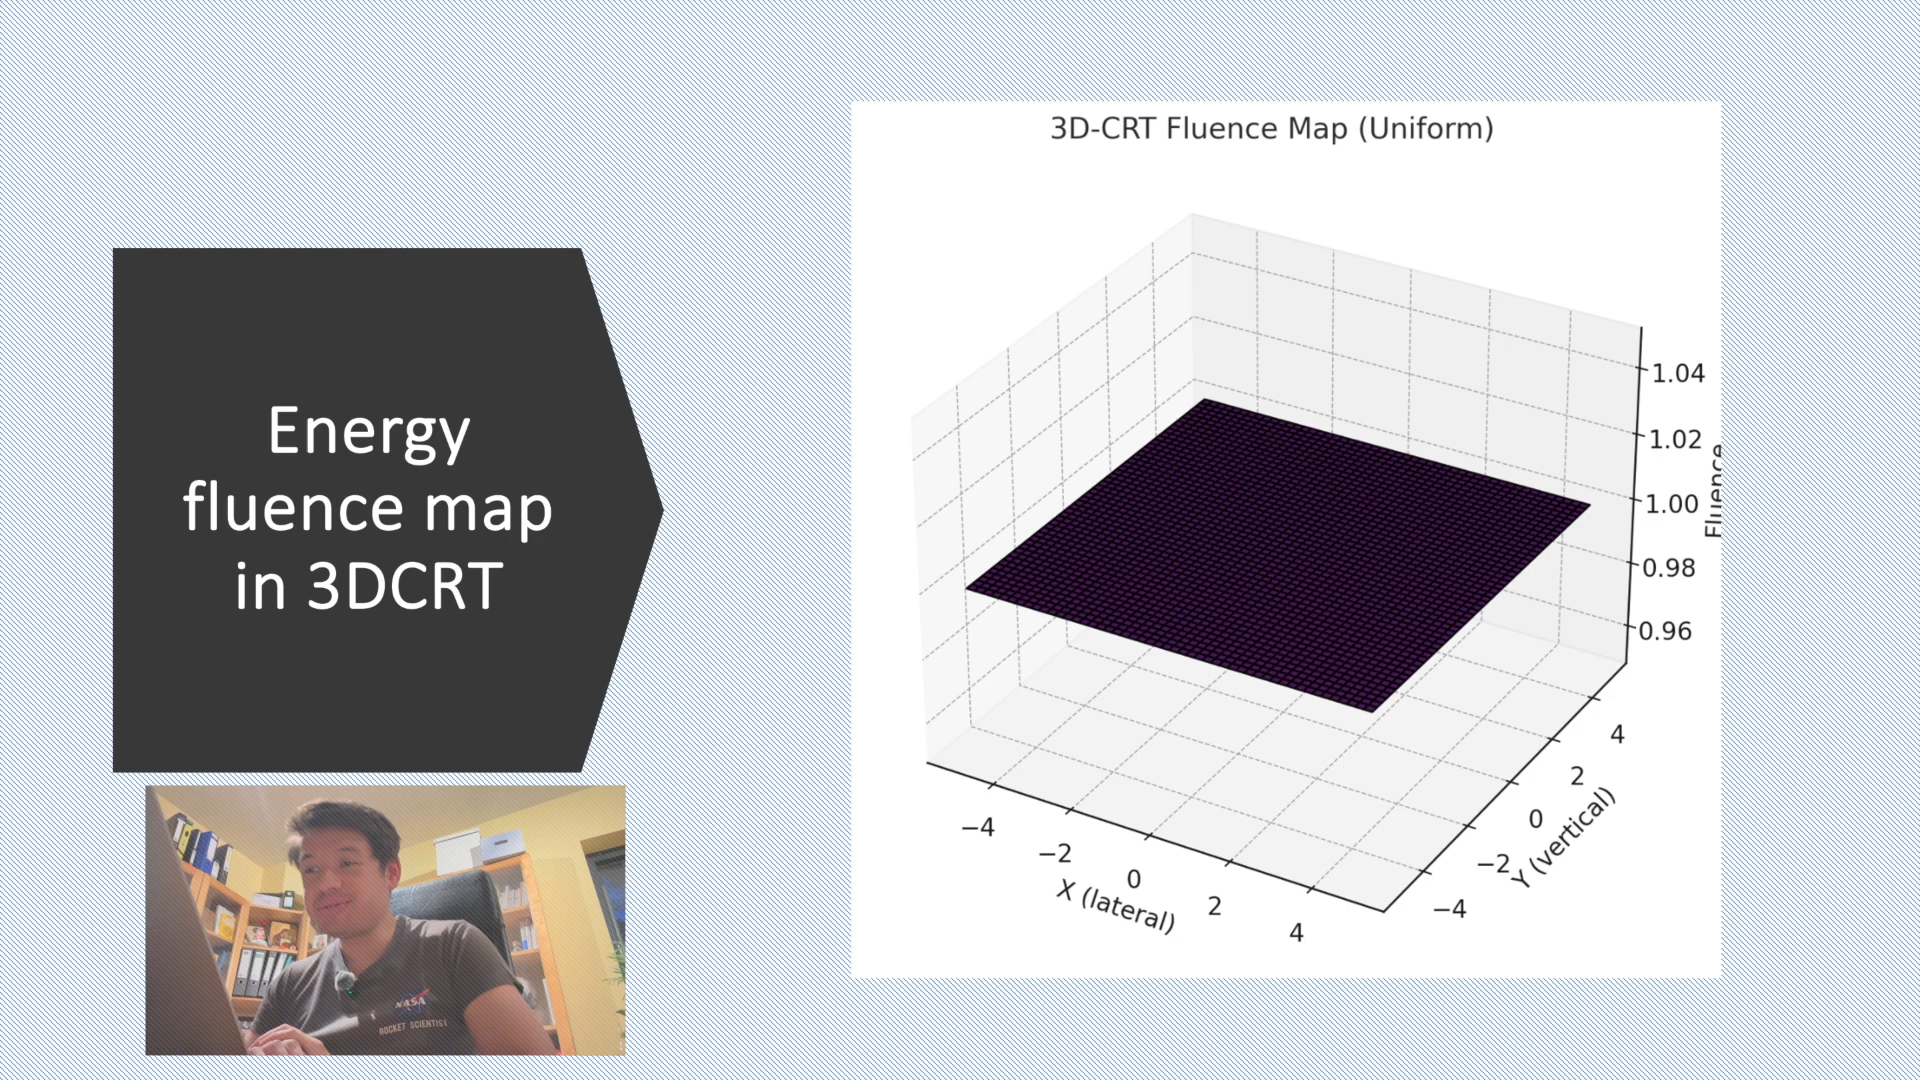 Energy
fluence map
in 3DCRT
3D-CRT Fluence Map (Uniform)
1.04
1.02
1.00
0.98
0.96
Fluence
4
2
0
−2
−4
Y (vertical)
−4
−2
0
2
4
X (lateral)
NASA
ROCKET SCIENTIST